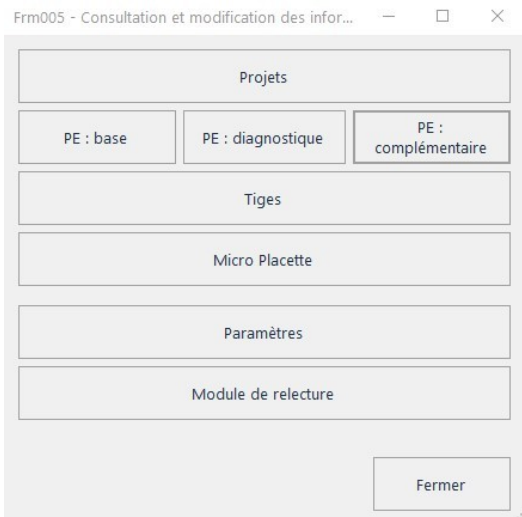 Frm005 - Consultation et modification des infor...
Projets
PE : base
PE : diagnostique
PE :
complémentaire
Tiges
Micro Placette
Paramètres
Module de relecture
Fermer